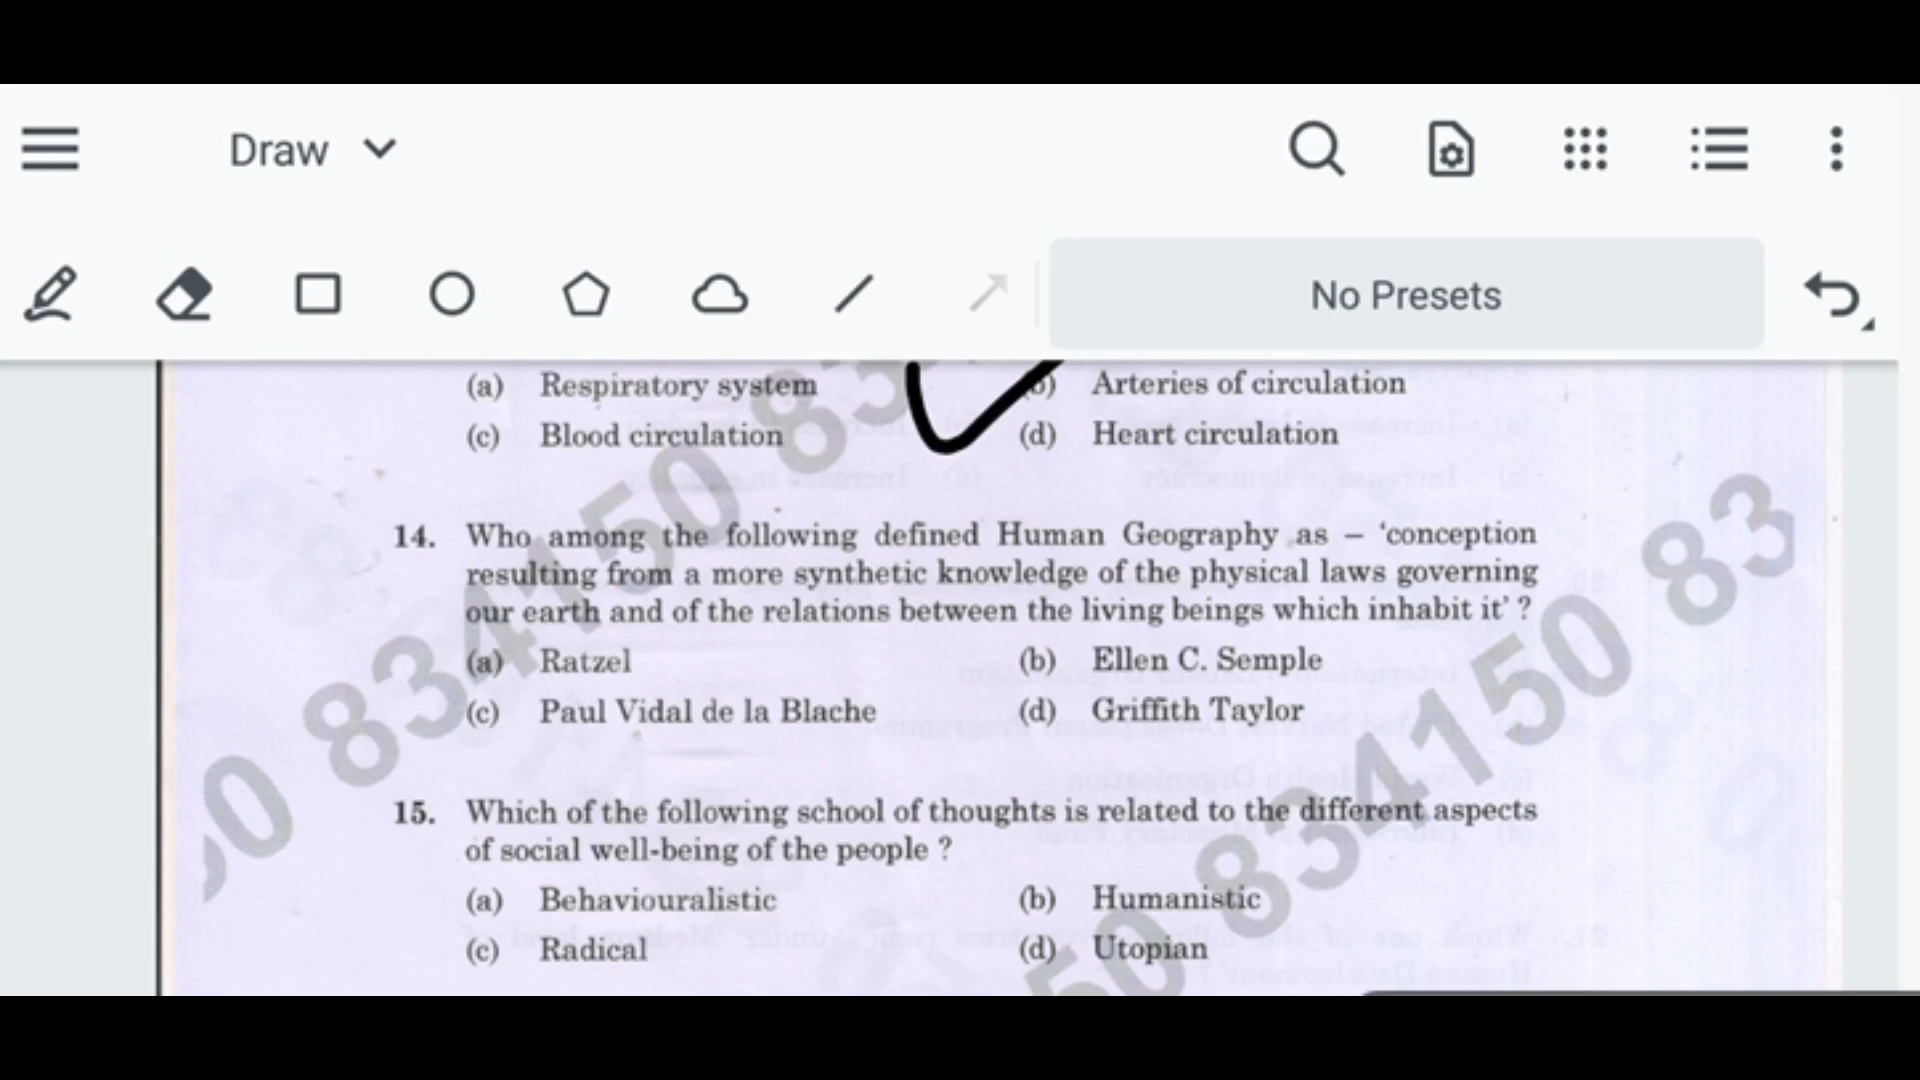 Draw
No Presets
(a) Respiratory system (b) Arteries of circulation
(c) Blood circulation (d) Heart circulation
14. Who among the following defined Human Geography as – ‘conception
resulting from a more synthetic knowledge of the physical laws governing
our earth and of the relations between the living beings which inhabit it’ ?
(a) Ratzel (b) Ellen C. Semple
(c) Paul Vidal de la Blache (d) Griffith Taylor
15. Which of the following school of thoughts is related to the different aspects
of social well-being of the people ?
(a) Behaviouralistic (b) Humanistic
(c) Radical (d) Utopian
834150 834150 83